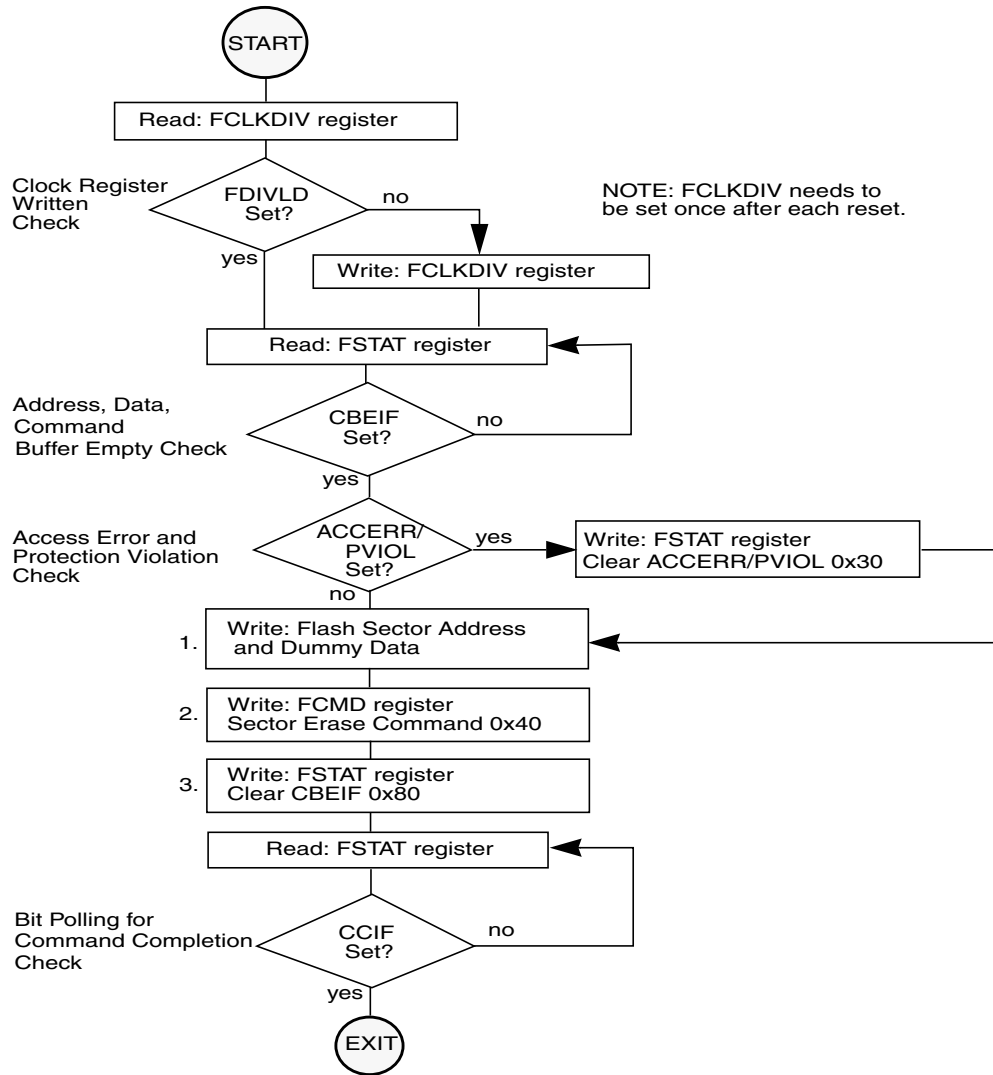 START
Read: FCLKDIV register
Clock Register
Written
Check
FDIVLD
Set?
no
yes
NOTE: FCLKDIV needs to
be set once after each reset.
Write: FCLKDIV register
Read: FSTAT register
Address, Data,
Command
Buffer Empty Check
CBEIF
Set?
no
yes
Access Error and
Protection Violation
Check
ACCERR/
PVIOL
Set?
yes
no
Write: FSTAT register
Clear ACCERR/PVIOL 0x30
1.
Write: Flash Sector Address
and Dummy Data
2.
Write: FCMD register
Sector Erase Command 0x40
3.
Write: FSTAT register
Clear CBEIF 0x80
Read: FSTAT register
Bit Polling for
Command Completion
Check
CCIF
Set?
no
yes
EXIT